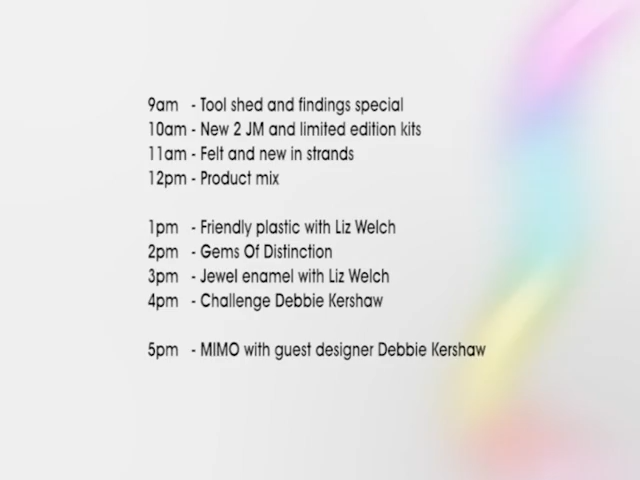 9am - Tool shed and findings special
10am - New 2 JM and limited edition kits
11am - Felt and new in strands
12pm - Product mix
1pm - Friendly plastic with Liz Welch
2pm - Gems Of Distinction
3pm - Jewel enamel with Liz Welch
4pm - Challenge Debbie Kershaw
5pm - MIMO with guest designer Debbie Kershaw